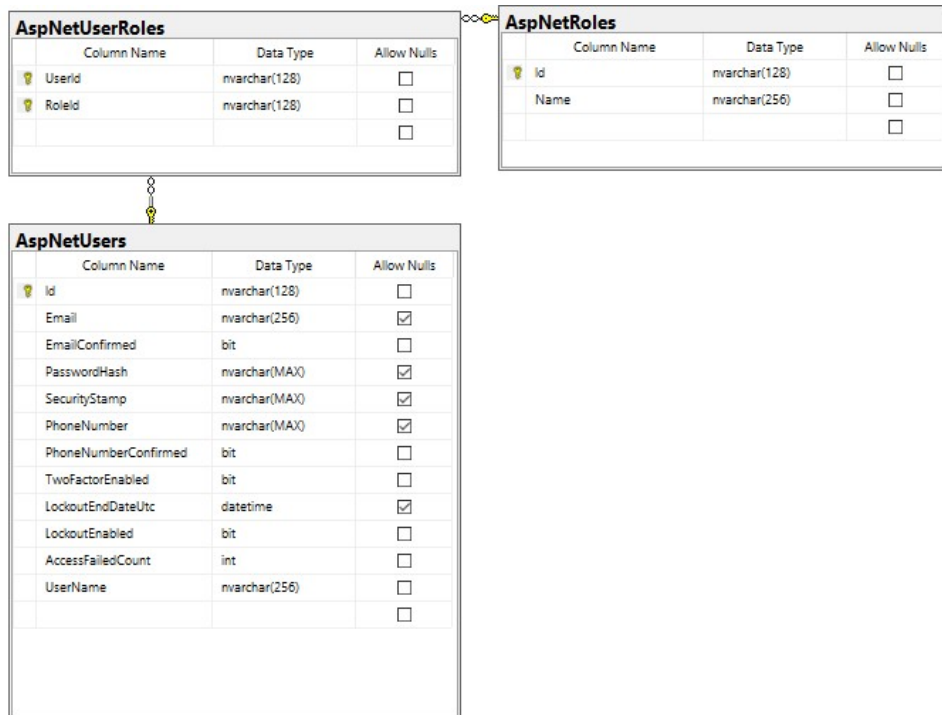 AspNetUserRoles
Column Name Data Type Allow Nulls
UserId nvarchar(128)
RoleId nvarchar(128)
AspNetRoles
Column Name Data Type Allow Nulls
Id nvarchar(128)
Name nvarchar(256)
AspNetUsers
Column Name Data Type Allow Nulls
Id nvarchar(128)
Email nvarchar(256)
EmailConfirmed bit
PasswordHash nvarchar(MAX)
SecurityStamp nvarchar(MAX)
PhoneNumber nvarchar(MAX)
PhoneNumberConfirmed bit
TwoFactorEnabled bit
LockoutEndDateUtc datetime
LockoutEnabled bit
AccessFailedCount int
UserName nvarchar(256)